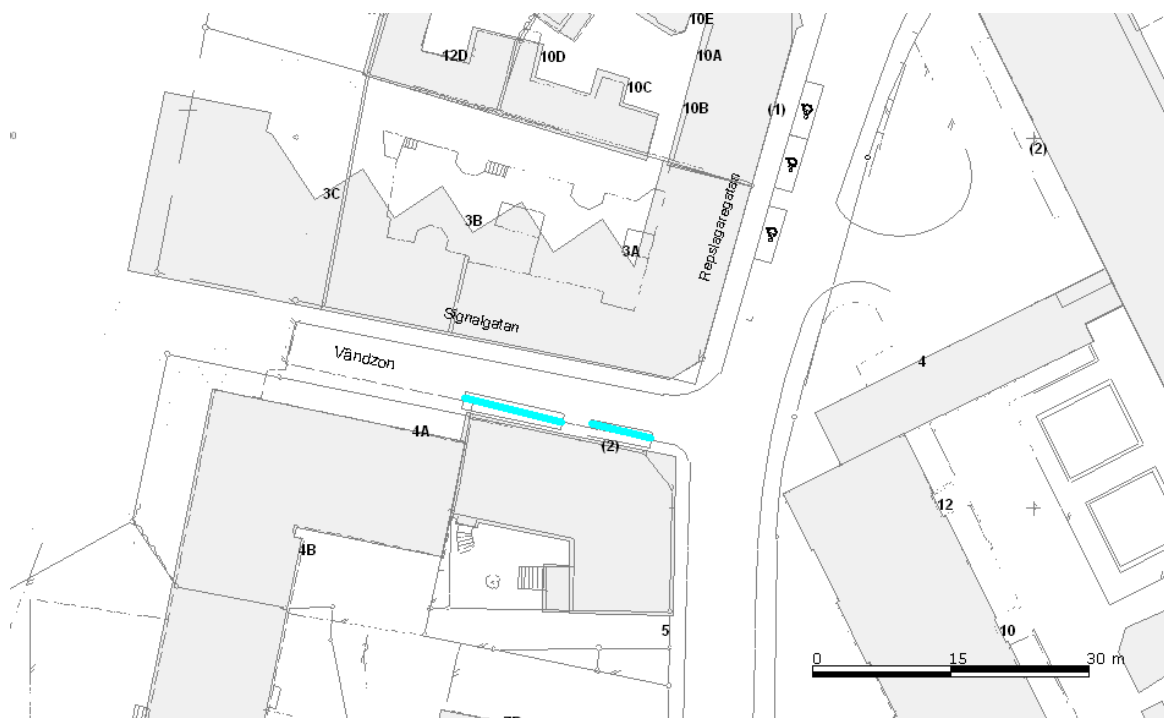 10E
12D
10D
10A
10C
10B
(1)
(2)
3C
3B
3A
Repslagaregatan
Signalgatan
Vändzon
4
4A
(2)
12
4B
5
10
0 15 30 m